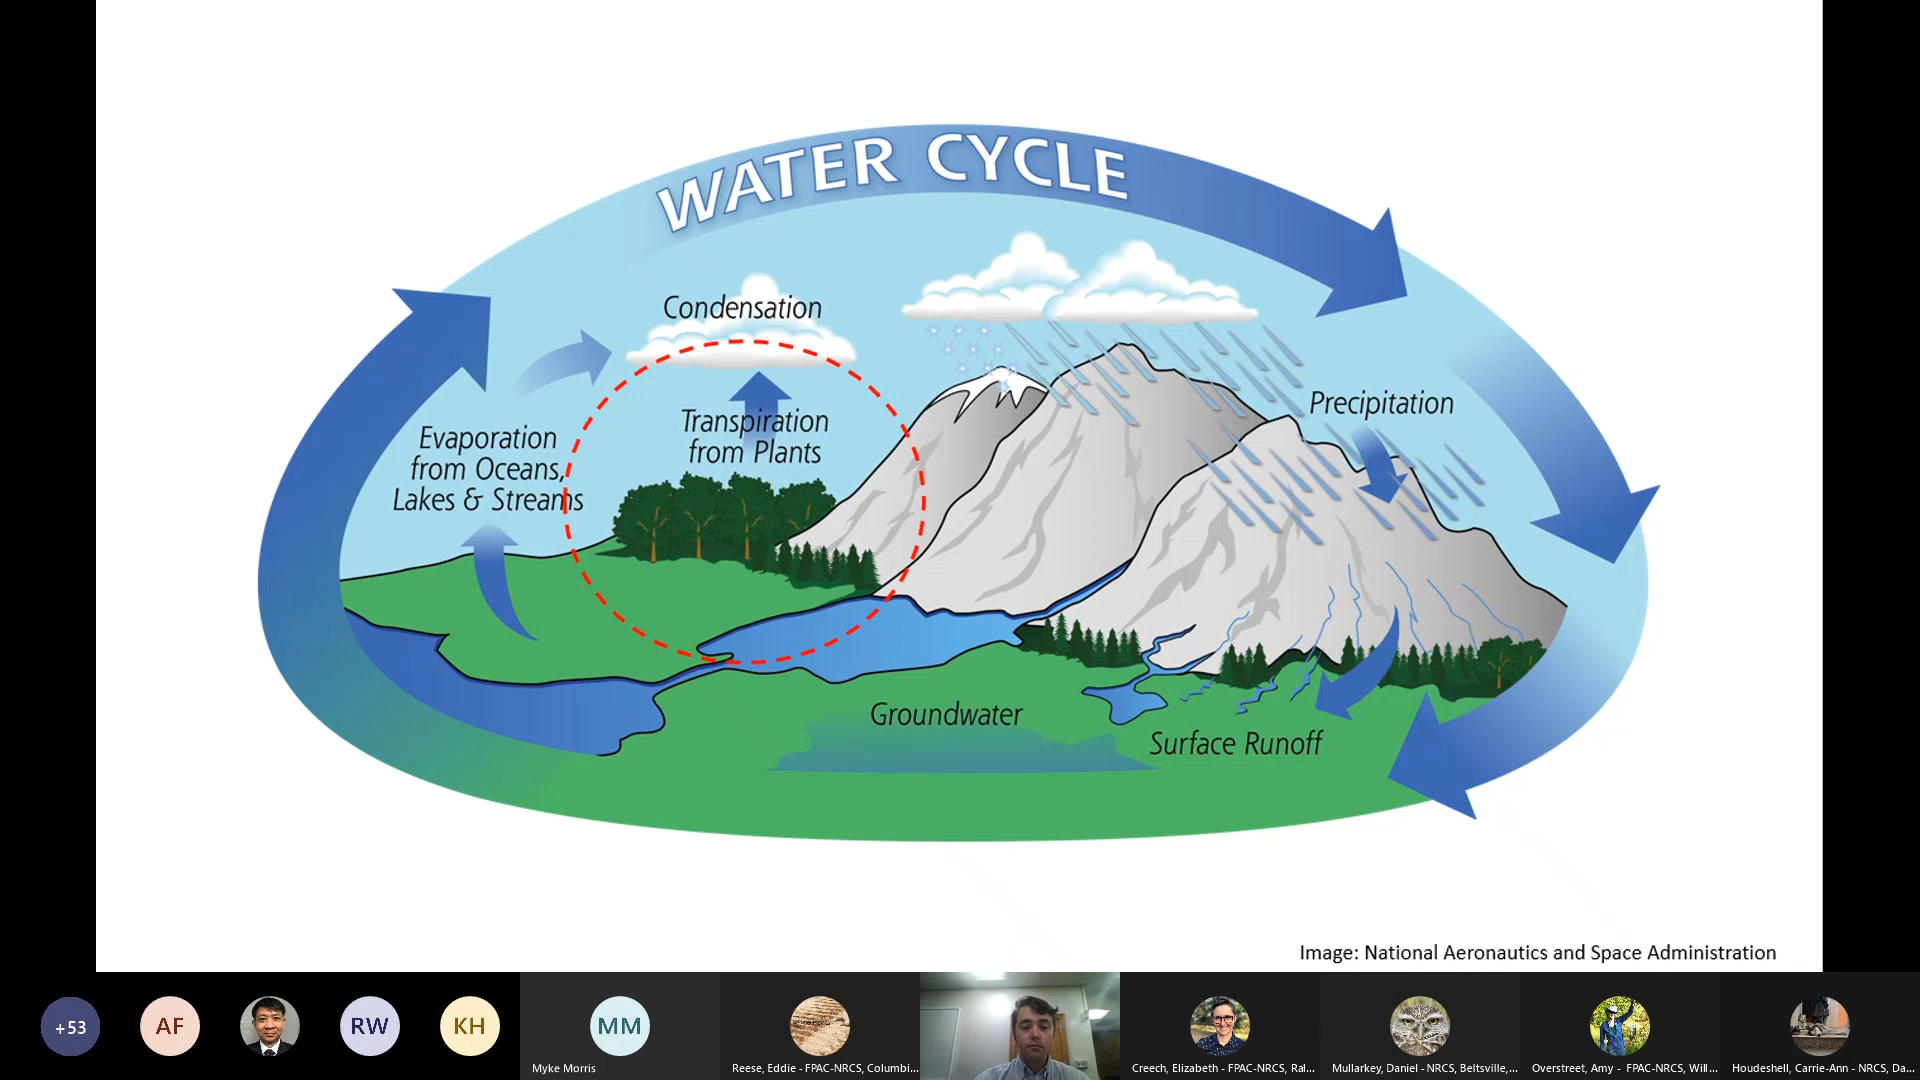 WATER CYCLE
Condensation
Transpiration
from Plants
Evaporation
from Oceans,
Lakes & Streams
Precipitation
Groundwater
Surface Runoff
Image: National Aeronautics and Space Administration
+53
AF
RW
KH
MM
Myke Morris
Reese, Eddie - FPAC-NRCS, Columbi...
Creech, Elizabeth - FPAC-NRCS, Ral...
Mullarkey, Daniel - NRCS, Beltsville,...
Overstreet, Amy - FPAC-NRCS, Will...
Houdeshell, Carrie-Ann - NRCS, Da...